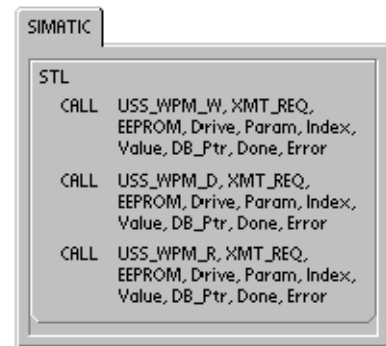 SIMATIC
STL
CALL USS_WPM_W, XMT_REQ,
EEPROM, Drive, Param, Index,
Value, DB_Ptr, Done, Error
CALL USS_WPM_D, XMT_REQ,
EEPROM, Drive, Param, Index,
Value, DB_Ptr, Done, Error
CALL USS_WPM_R, XMT_REQ,
EEPROM, Drive, Param, Index,
Value, DB_Ptr, Done, Error